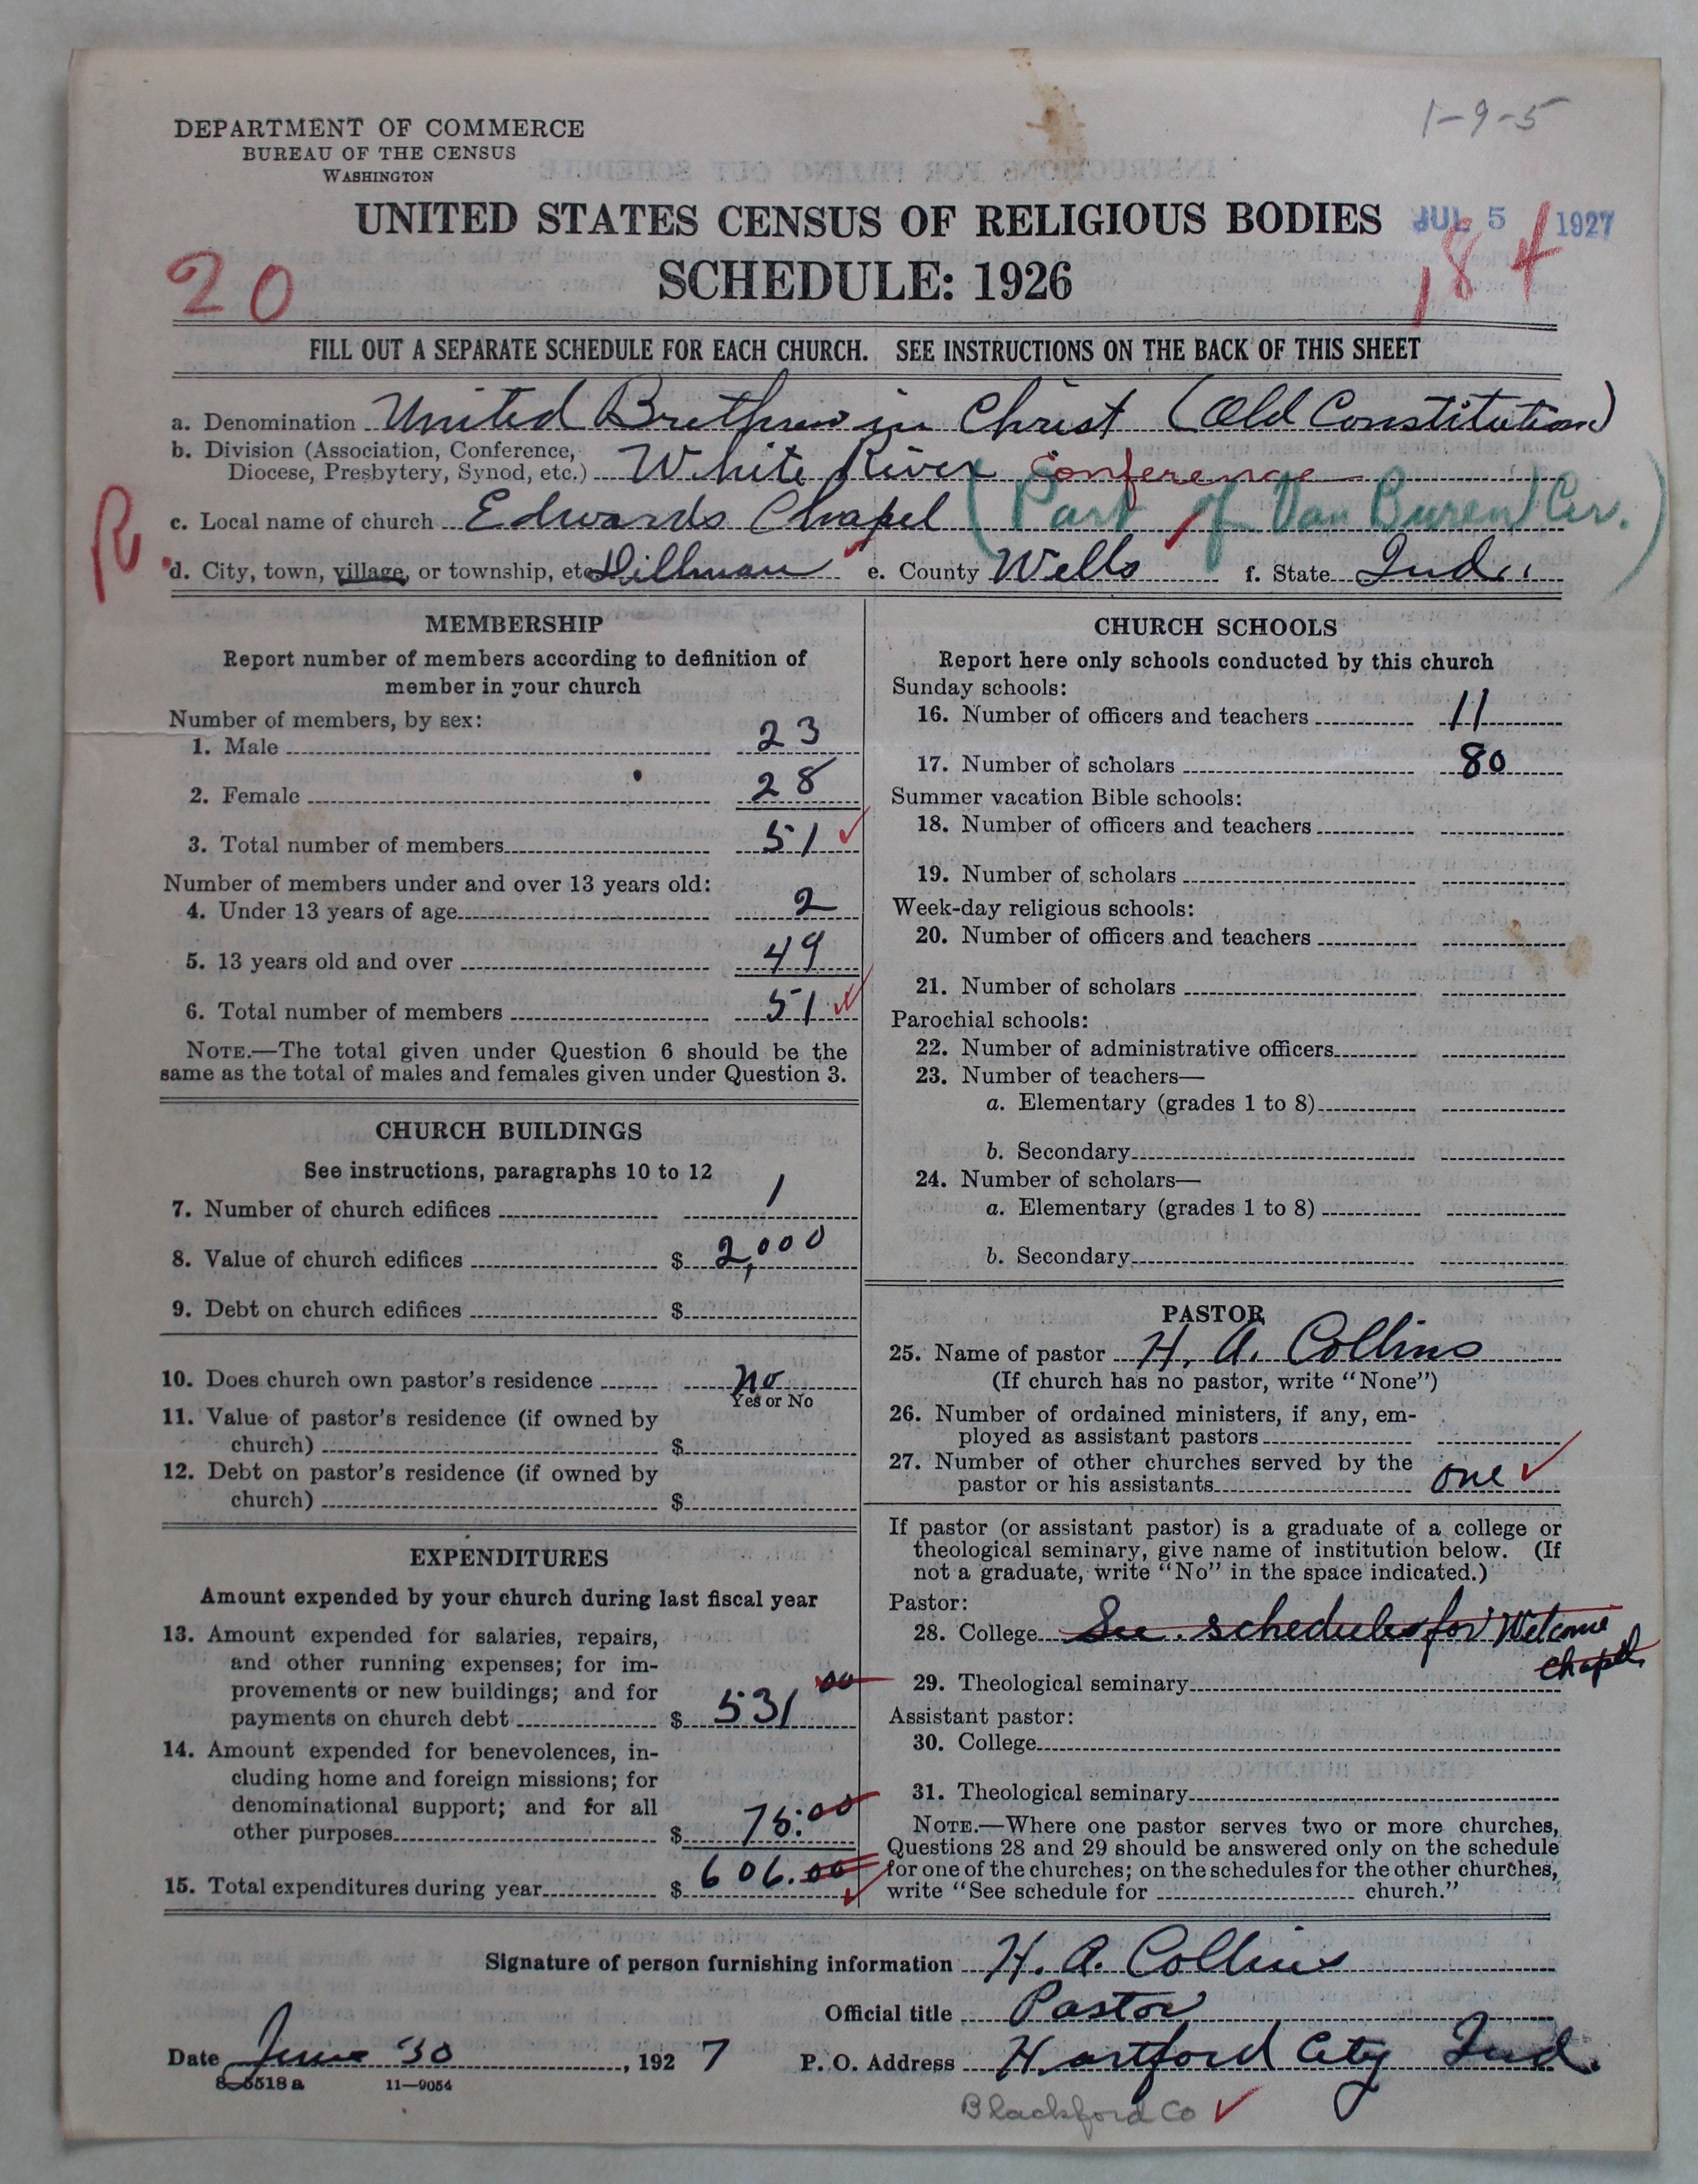 1-9-5
DEPARTMENT OF COMMERCE
BUREAU OF THE CENSUS
WASHINGTON
UNITED STATES CENSUS OF RELIGIOUS BODIES
JUL 5 1927
SCHEDULE: 1926
20
184
FILL OUT A SEPARATE SCHEDULE FOR EACH CHURCH. SEE INSTRUCTIONS ON THE BACK OF THIS SHEET
a. Denomination United Brethren in Christ (Old Constitution)
b. Division (Association, Conference,
Diocese, Presbytery, Synod, etc.) White River Conference
R.
c. Local name of church Edwards Chapel (Part of Van Buren Cir.)
d. City, town, village, or township, etc. Dillman e. County Wells f. State Ind.
MEMBERSHIP
Report number of members according to definition of
member in your church
Number of members, by sex:
1. Male 23
2. Female 28
3. Total number of members 51
Number of members under and over 13 years old:
4. Under 13 years of age 2
5. 13 years old and over 49
6. Total number of members 51
NOTE.—The total given under Question 6 should be the
same as the total of males and females given under Question 3.
CHURCH BUILDINGS
See instructions, paragraphs 10 to 12
7. Number of church edifices 1
8. Value of church edifices $ 2,000
9. Debt on church edifices $
10. Does church own pastor's residence no
Yes or No
11. Value of pastor's residence (if owned by
church) $
12. Debt on pastor's residence (if owned by
church) $
EXPENDITURES
Amount expended by your church during last fiscal year
13. Amount expended for salaries, repairs,
and other running expenses; for im-
provements or new buildings; and for
payments on church debt $ 531 00
14. Amount expended for benevolences, in-
cluding home and foreign missions; for
denominational support; and for all
other purposes $ 75.00
15. Total expenditures during year $ 606.00
CHURCH SCHOOLS
Report here only schools conducted by this church
Sunday schools:
16. Number of officers and teachers 11
17. Number of scholars 80
Summer vacation Bible schools:
18. Number of officers and teachers
19. Number of scholars
Week-day religious schools:
20. Number of officers and teachers
21. Number of scholars
Parochial schools:
22. Number of administrative officers
23. Number of teachers—
a. Elementary (grades 1 to 8)
b. Secondary
24. Number of scholars—
a. Elementary (grades 1 to 8)
b. Secondary
PASTOR
25. Name of pastor H. A. Collins
(If church has no pastor, write "None")
26. Number of ordained ministers, if any, em-
ployed as assistant pastors
27. Number of other churches served by the
pastor or his assistants one
If pastor (or assistant pastor) is a graduate of a college or
theological seminary, give name of institution below. (If
not a graduate, write "No" in the space indicated.)
Pastor:
28. College See schedules for Welcome
chapel
29. Theological seminary
Assistant pastor:
30. College
31. Theological seminary
NOTE.—Where one pastor serves two or more churches,
Questions 28 and 29 should be answered only on the schedule
for one of the churches; on the schedules for the other churches,
write "See schedule for church."
Signature of person furnishing information H. A. Collins
Official title Pastor
Date June 30, 1927 P. O. Address Hartford City Ind.
8-5518 a 11-9054
Blackford Co